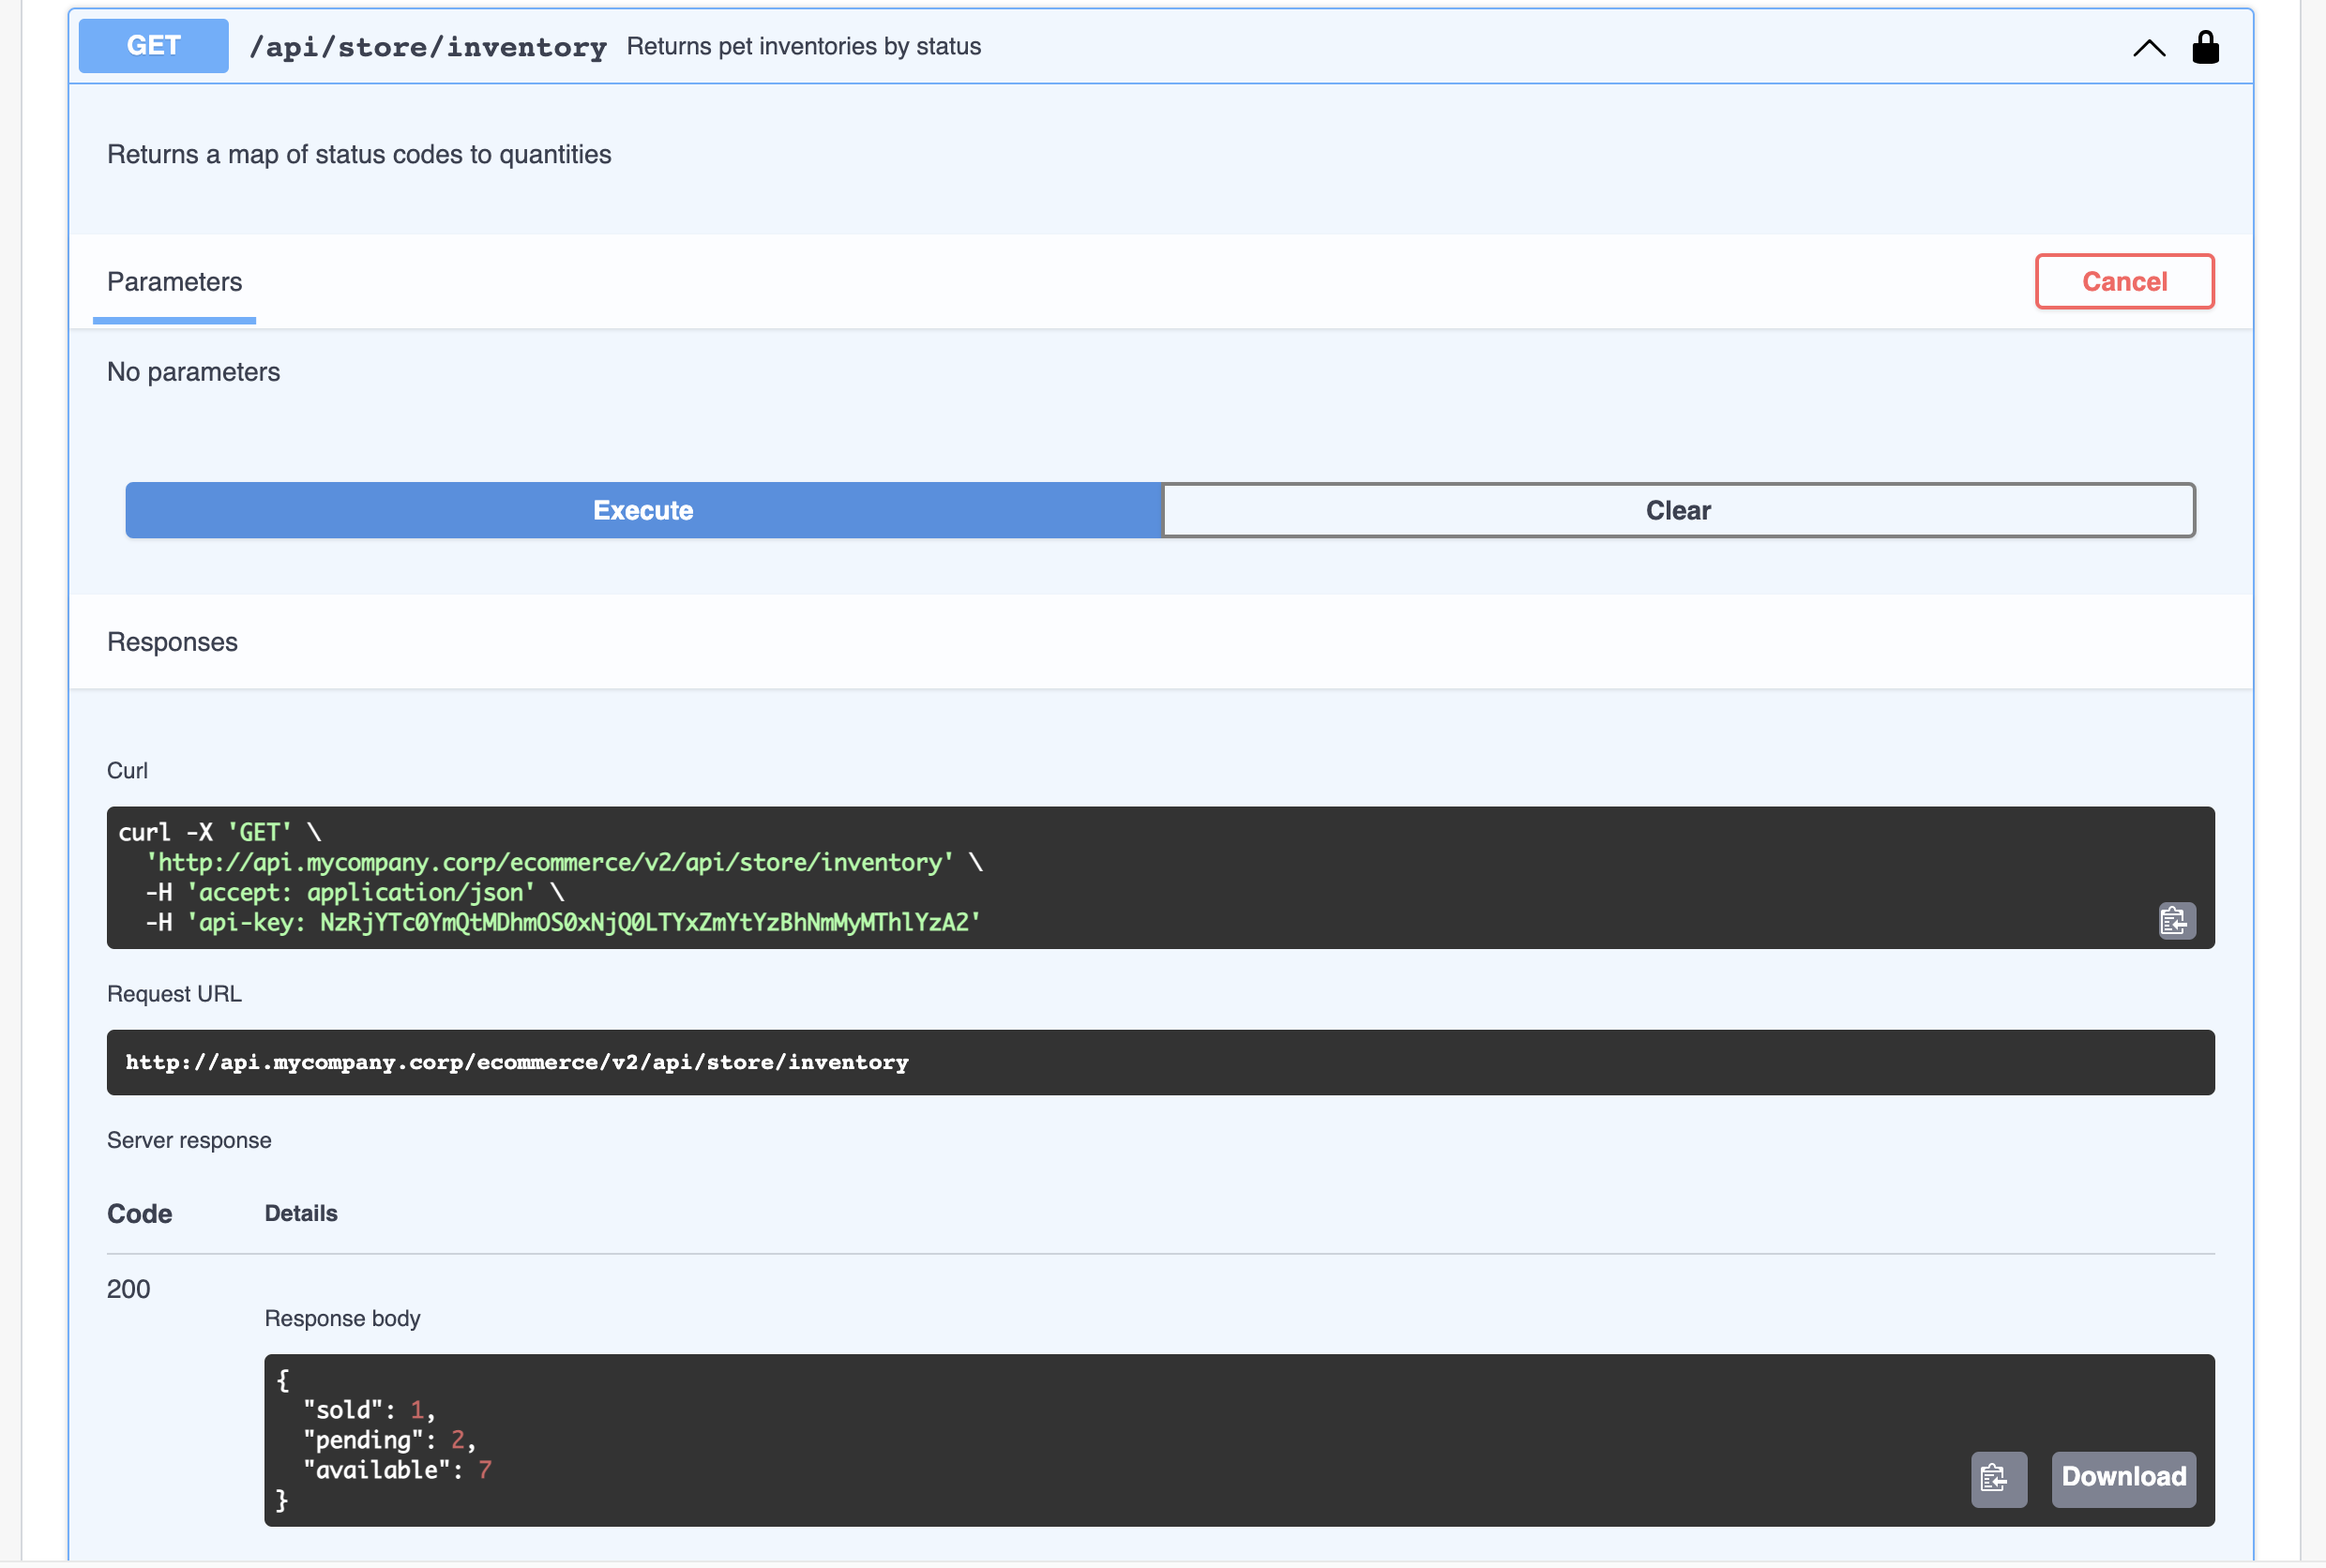 GET /api/store/inventory Returns pet inventories by status
Returns a map of status codes to quantities
Parameters
Cancel
No parameters
Execute
Clear
Responses
Curl
curl -X 'GET' \
'http://api.mycompany.corp/ecommerce/v2/api/store/inventory' \
-H 'accept: application/json' \
-H 'api-key: NzRjYTc0YmQtMDhmOS0xNjQ0LTYxZmYtYzBhNmMyMThlYzA2'
Request URL
http://api.mycompany.corp/ecommerce/v2/api/store/inventory
Server response
Code Details
200
Response body
{
"sold": 1,
"pending": 2,
"available": 7
}
Download